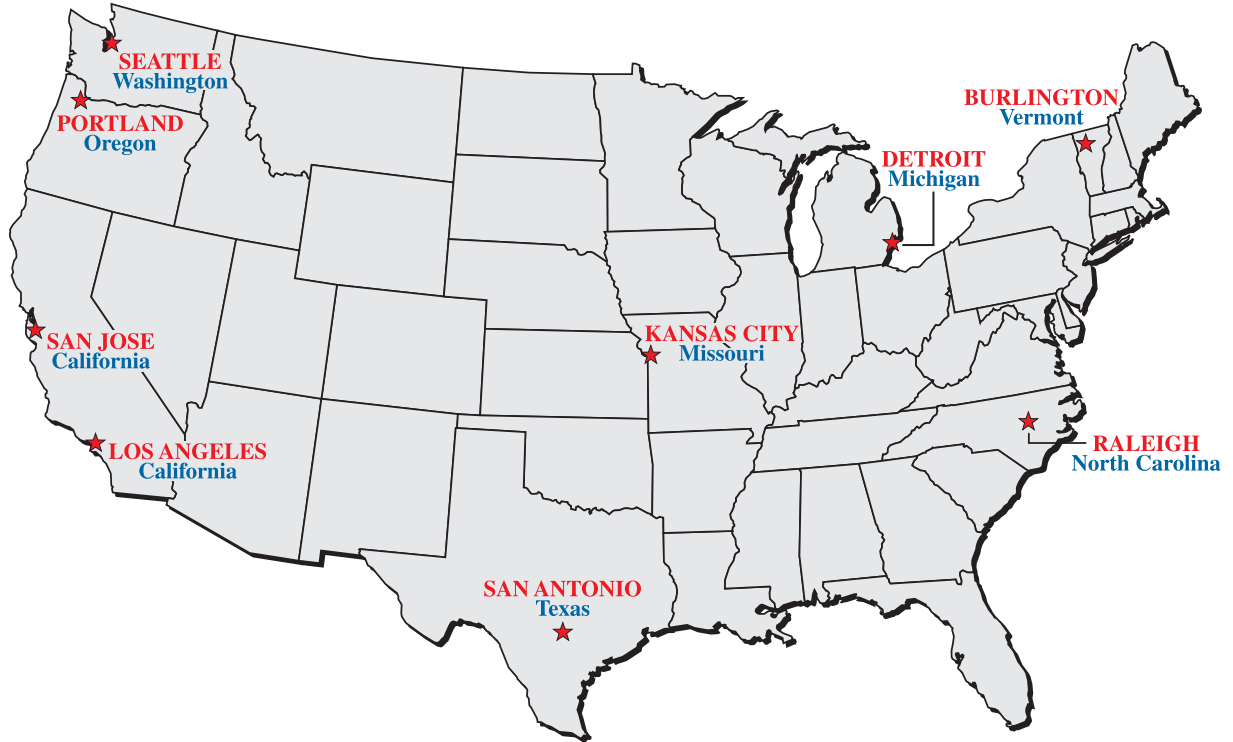 SEATTLE
Washington
PORTLAND
Oregon
BURLINGTON
Vermont
DETROIT
Michigan
SAN JOSE
California
KANSAS CITY
Missouri
LOS ANGELES
California
RALEIGH
North Carolina
SAN ANTONIO
Texas